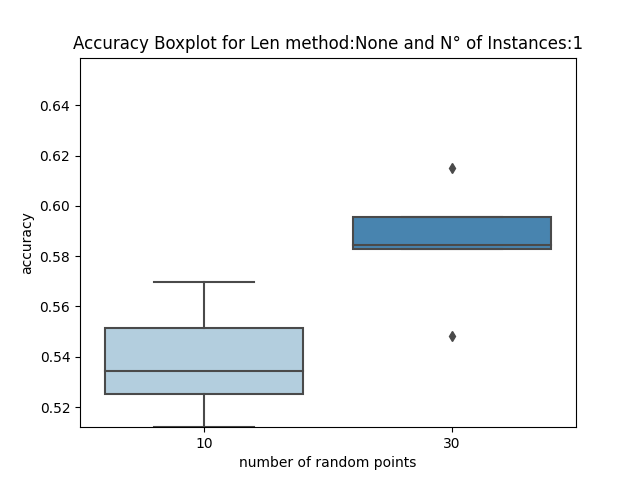 Accuracy Boxplot for Len method:None and N° of Instances:1
accuracy
0.64
0.62
0.60
0.58
0.56
0.54
0.52
10 30
number of random points